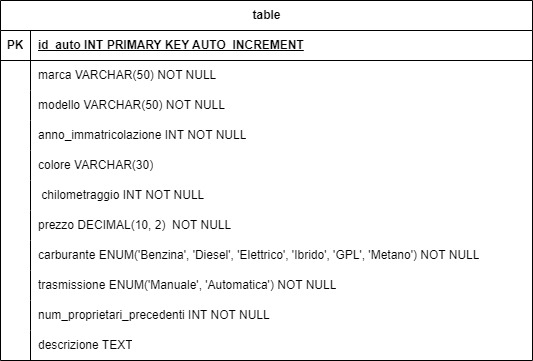 table
PK id_auto INT PRIMARY KEY AUTO_INCREMENT
marca VARCHAR(50) NOT NULL
modello VARCHAR(50) NOT NULL
anno_immatricolazione INT NOT NULL
colore VARCHAR(30)
chilometraggio INT NOT NULL
prezzo DECIMAL(10, 2)  NOT NULL
carburante ENUM('Benzina', 'Diesel', 'Elettrico', 'Ibrido', 'GPL', 'Metano') NOT NULL
trasmissione ENUM('Manuale', 'Automatica') NOT NULL
num_proprietari_precedenti INT NOT NULL
descrizione TEXT